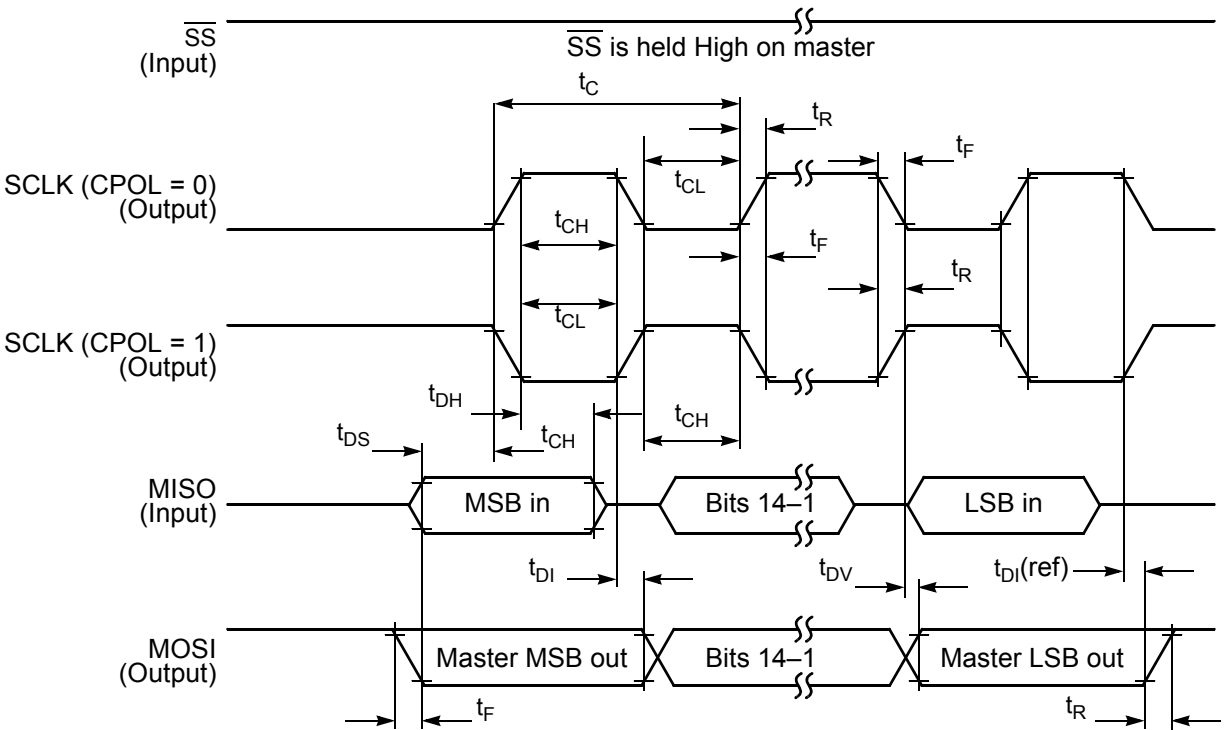 SS
(Input)
SS is held High on master
tC
tR
tF
SCLK (CPOL = 0)
(Output)
tCL
tCH
tF
tR
tCL
SCLK (CPOL = 1)
(Output)
tDH
tCH
tDS
tCH
MISO
(Input)
MSB in
Bits 14–1
LSB in
tDI
tDV
tDI(ref)
MOSI
(Output)
Master MSB out
Bits 14–1
Master LSB out
tF
tR